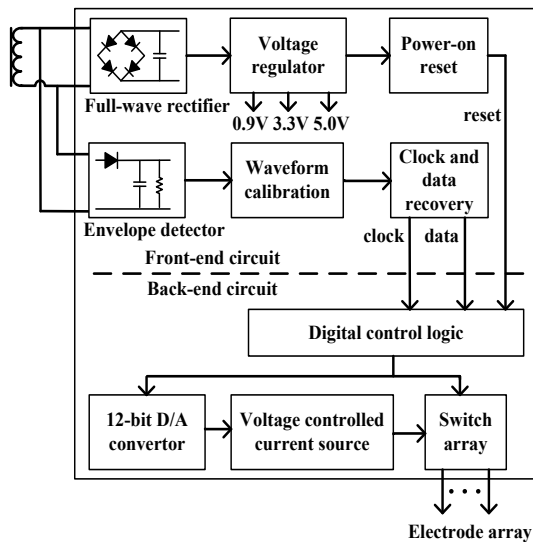 Voltage
regulator
Power-on
reset
Full-wave rectifier
reset
0.9V 3.3V 5.0V
Waveform
calibration
Clock and
data
recovery
Envelope detector
clock
data
Front-end circuit
Back-end circuit
Digital control logic
12-bit D/A
convertor
Voltage controlled
current source
Switch
array
Electrode array